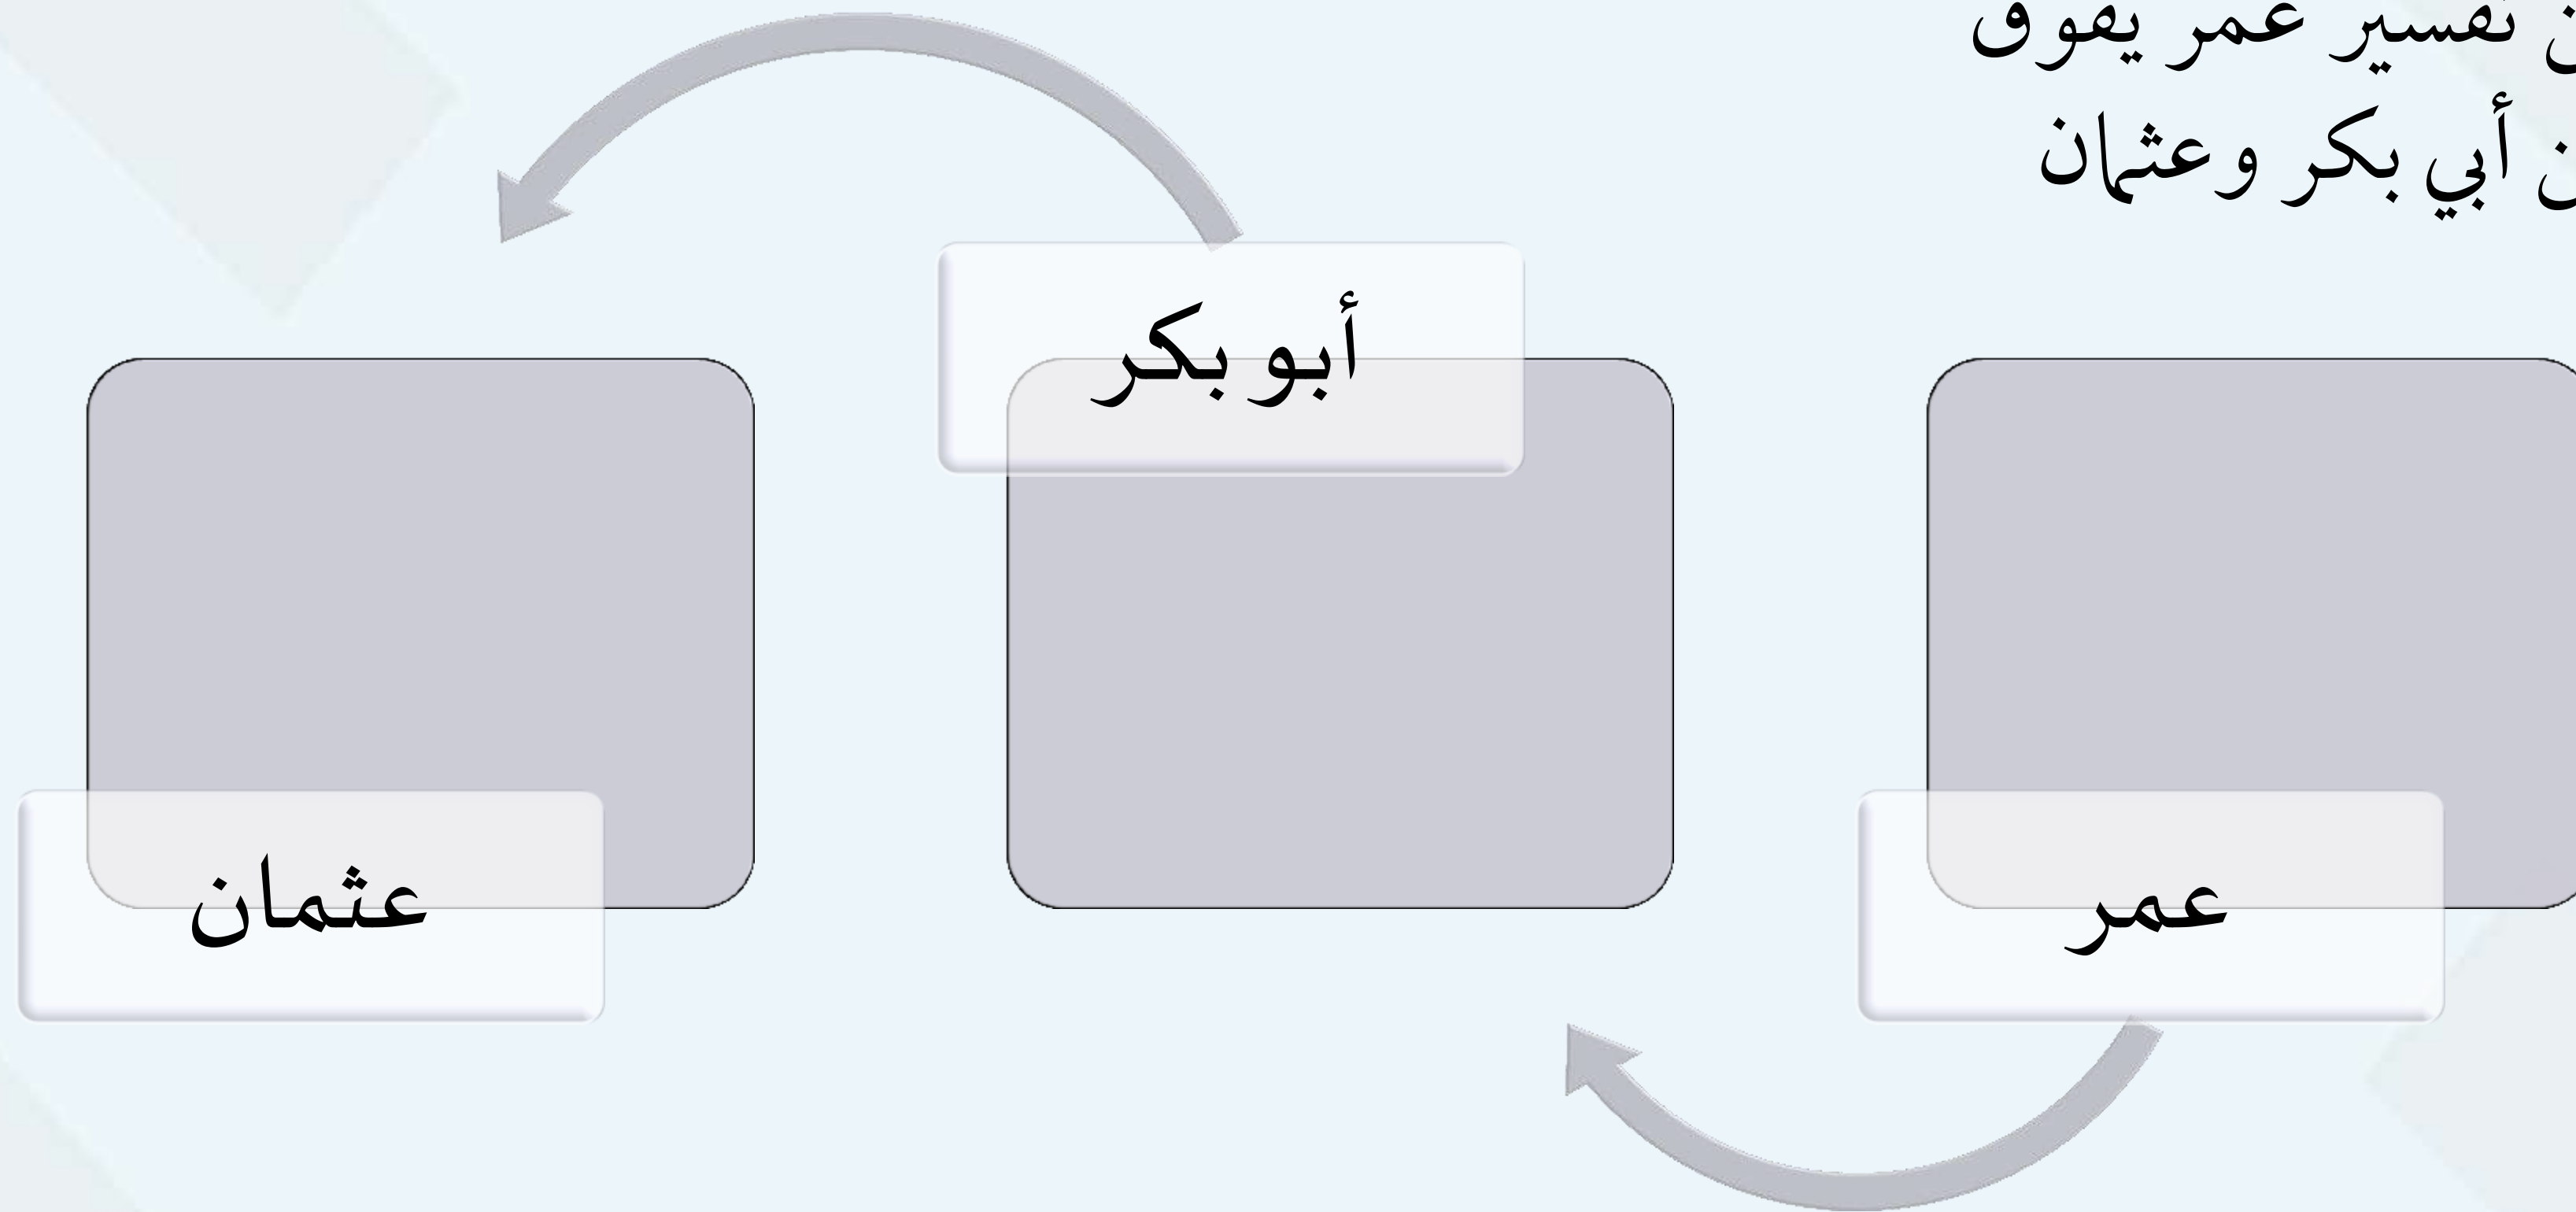 تفسير عمر يفوق
أبي بكر وعثمان
أبو بكر
عمر
عثمان